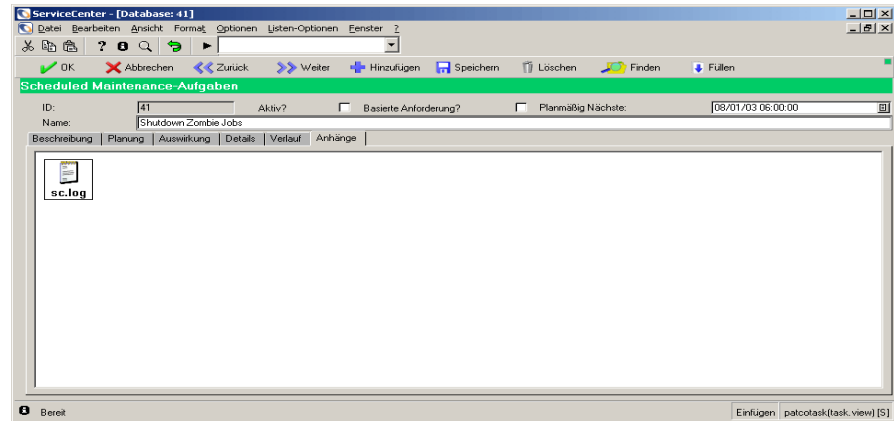 ServiceCenter - [Database: 41]
Datei Bearbeiten Ansicht Format Optionen Listen-Optionen Fenster ?
OK Abbrechen Zurück Weiter Hinzufügen Speichern Löschen Finden Füllen
Scheduled Maintenance-Aufgaben
ID: 41 Aktiv? Basierte Anforderung? Planmäßig Nächste: 08/01/03 06:00:00
Name: Shutdown Zombie Jobs
Beschreibung Planung Auswirkung Details Verlauf Anhänge
sc.log
Bereit Einfügen patcotask(task.view) [S]